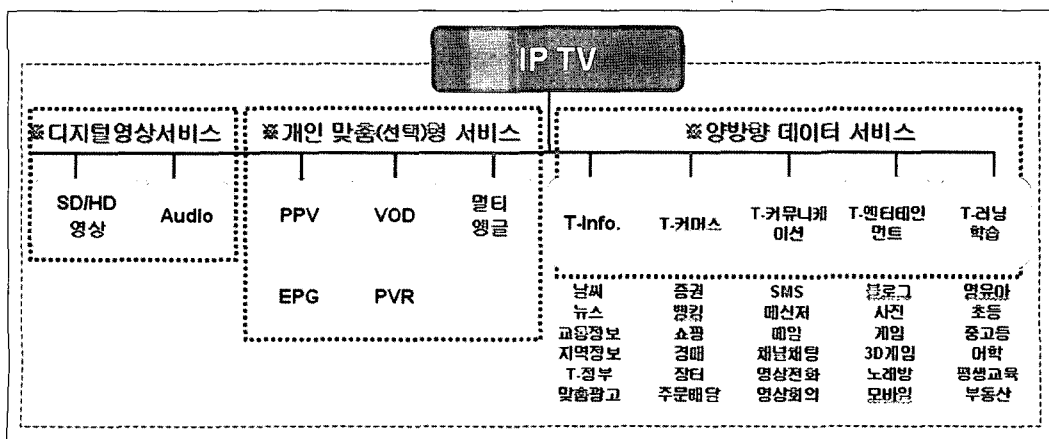 IP TV
※디지털영상서비스
※개인 맞춤(선택)형 서비스
※양방향 데이터 서비스
SD/HD
영상
Audio
PPV
VOD
멀티
앵글
EPG
PVR
T-Info.
T-커머스
T-커뮤니케
이션
T-엔터테인
먼트
T-러닝
학습
날씨
뉴스
교통정보
지역정보
T-정부
맞춤광고
증권
뱅킹
쇼핑
경매
장터
주문배달
SMS
메신저
메일
채널채팅
영상전화
영상회의
블로그
사진
게임
3D게임
노래방
모바일
영유아
초등
중고등
어학
평생교육
부동산